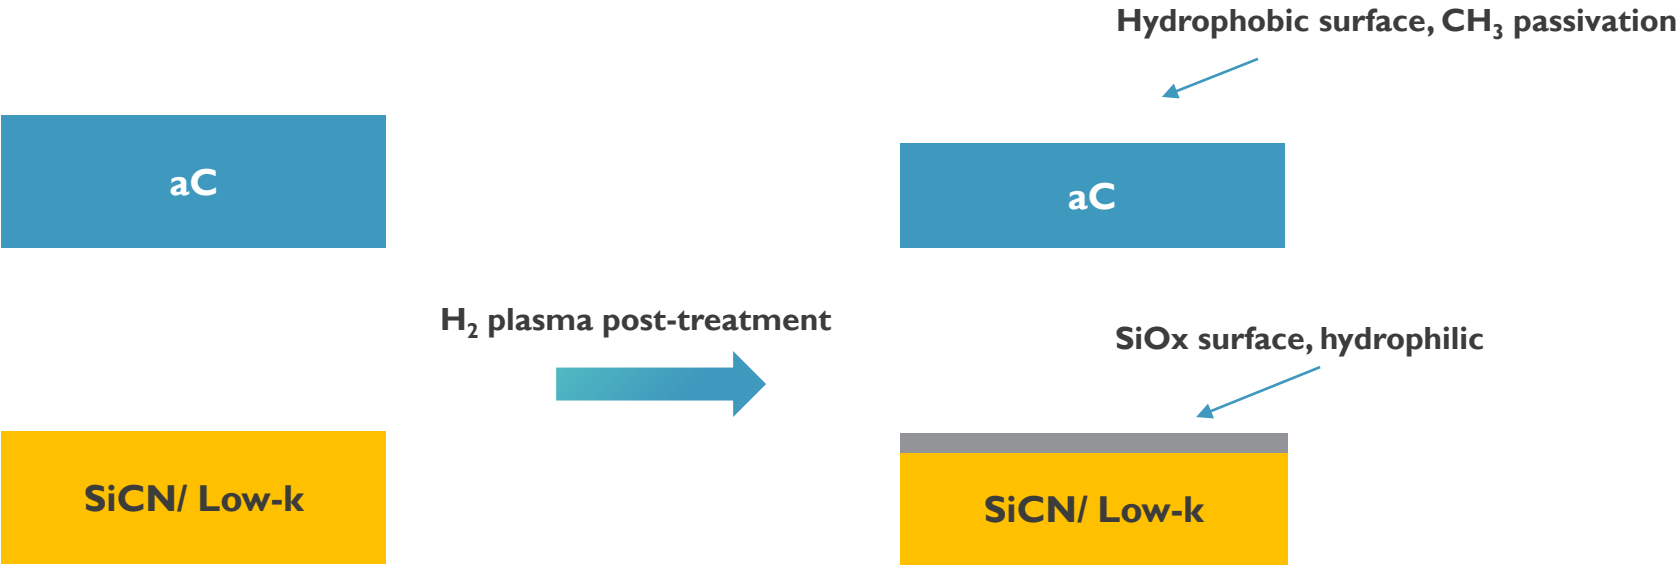 Hydrophobic surface, CH₃ passivation
aC
aC
H₂ plasma post-treatment
SiOx surface, hydrophilic
SiCN/ Low-k
SiCN/ Low-k